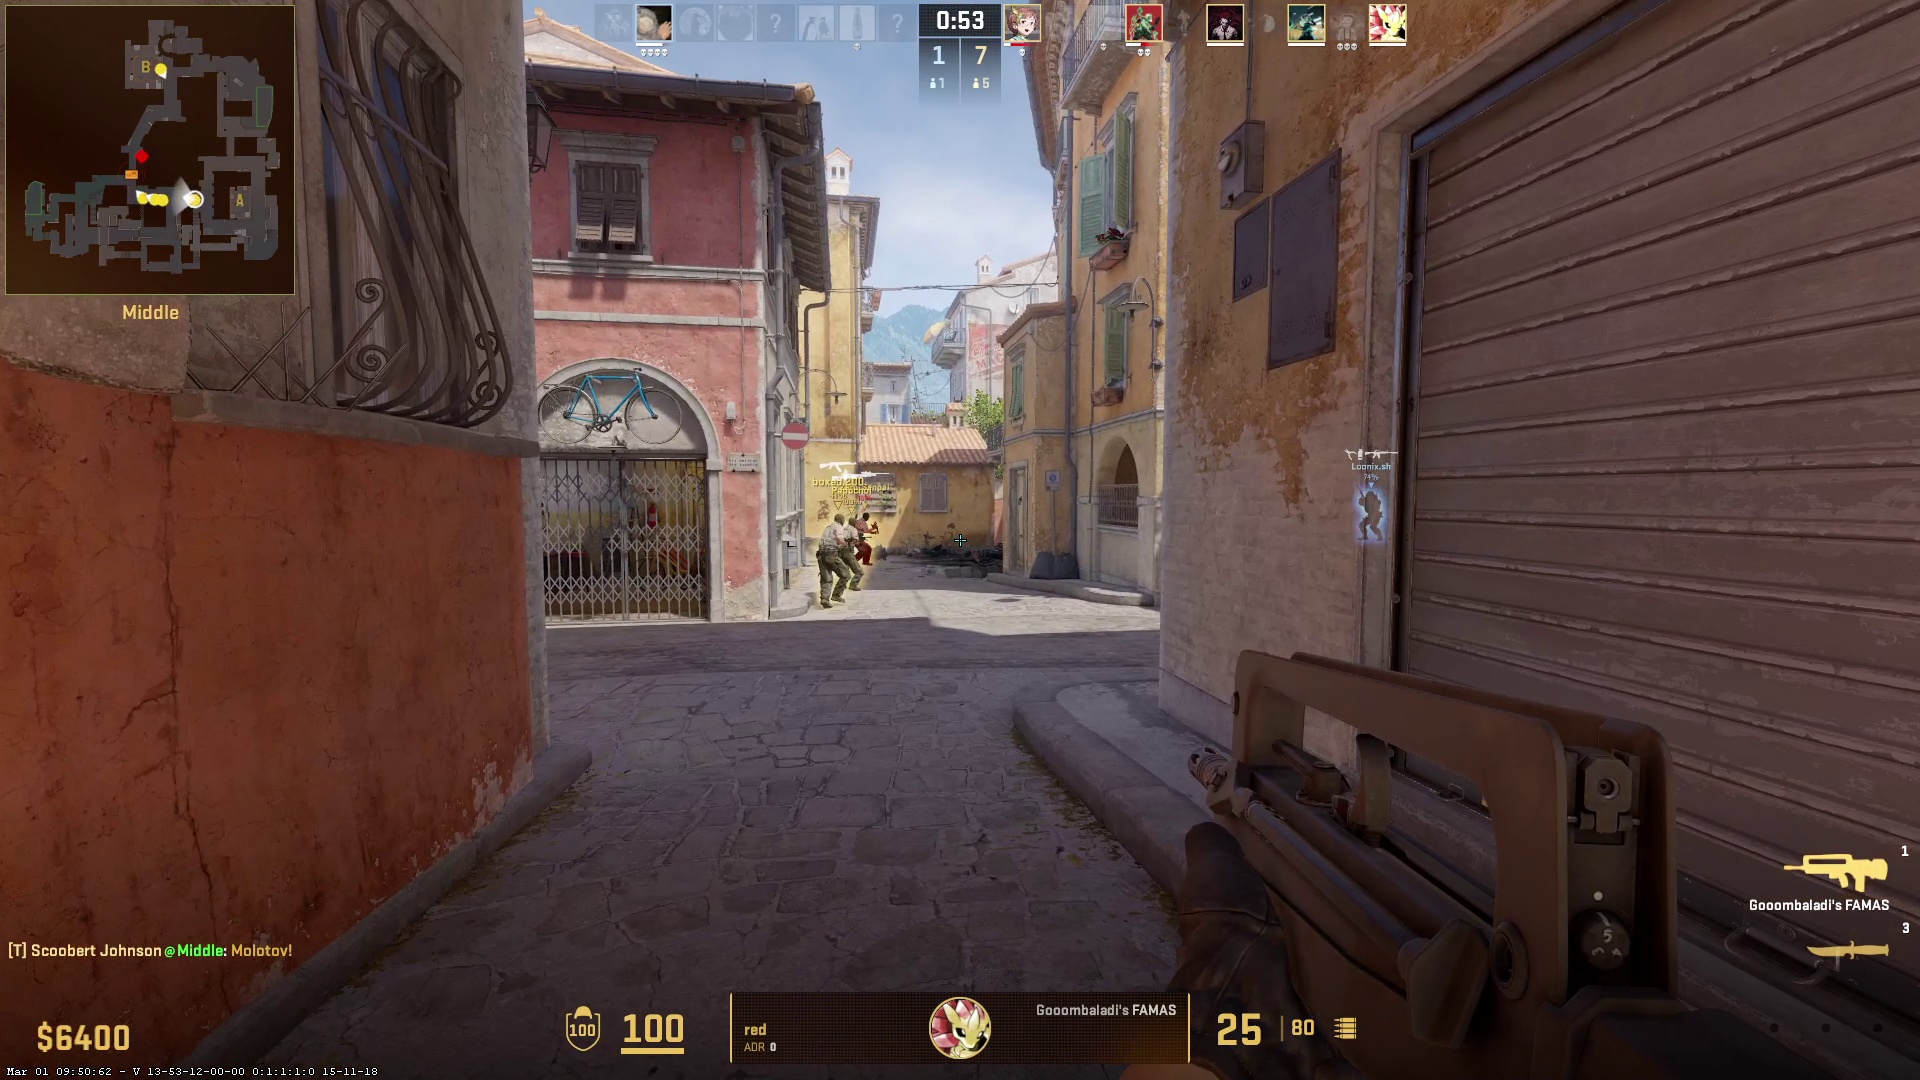 B
A
Middle
?
?
0:53
1
7
1
5
Loonix.sh
74%
1
Gooombaladi's FAMAS
3
[T] Scoobert Johnson@Middle: Molotov!
$6400
100
100
red
ADR 0
Gooombaladi's FAMAS
25 | 80
5
Mar 01 09:50:62 - V 13-53-12-00-00 0:1:1:1:0 15-11-18